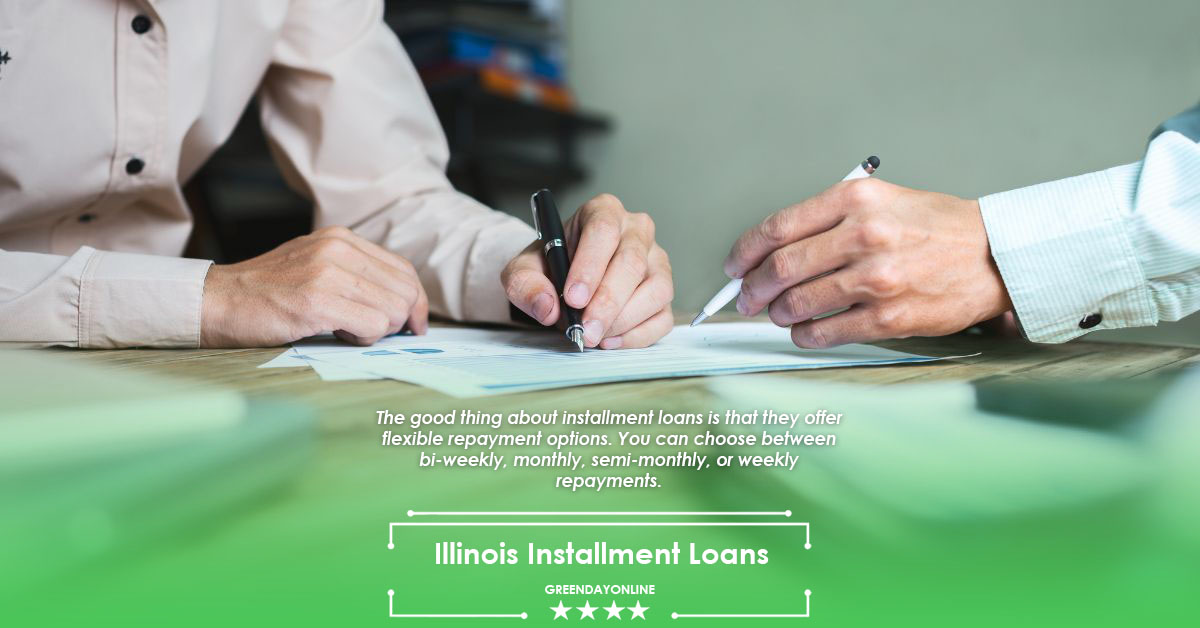 The good thing about installment loans is that they offer
flexible repayment options. You can choose between
bi-weekly, monthly, semi-monthly, or weekly
repayments.
Illinois Installment Loans
GREENDAYONLINE